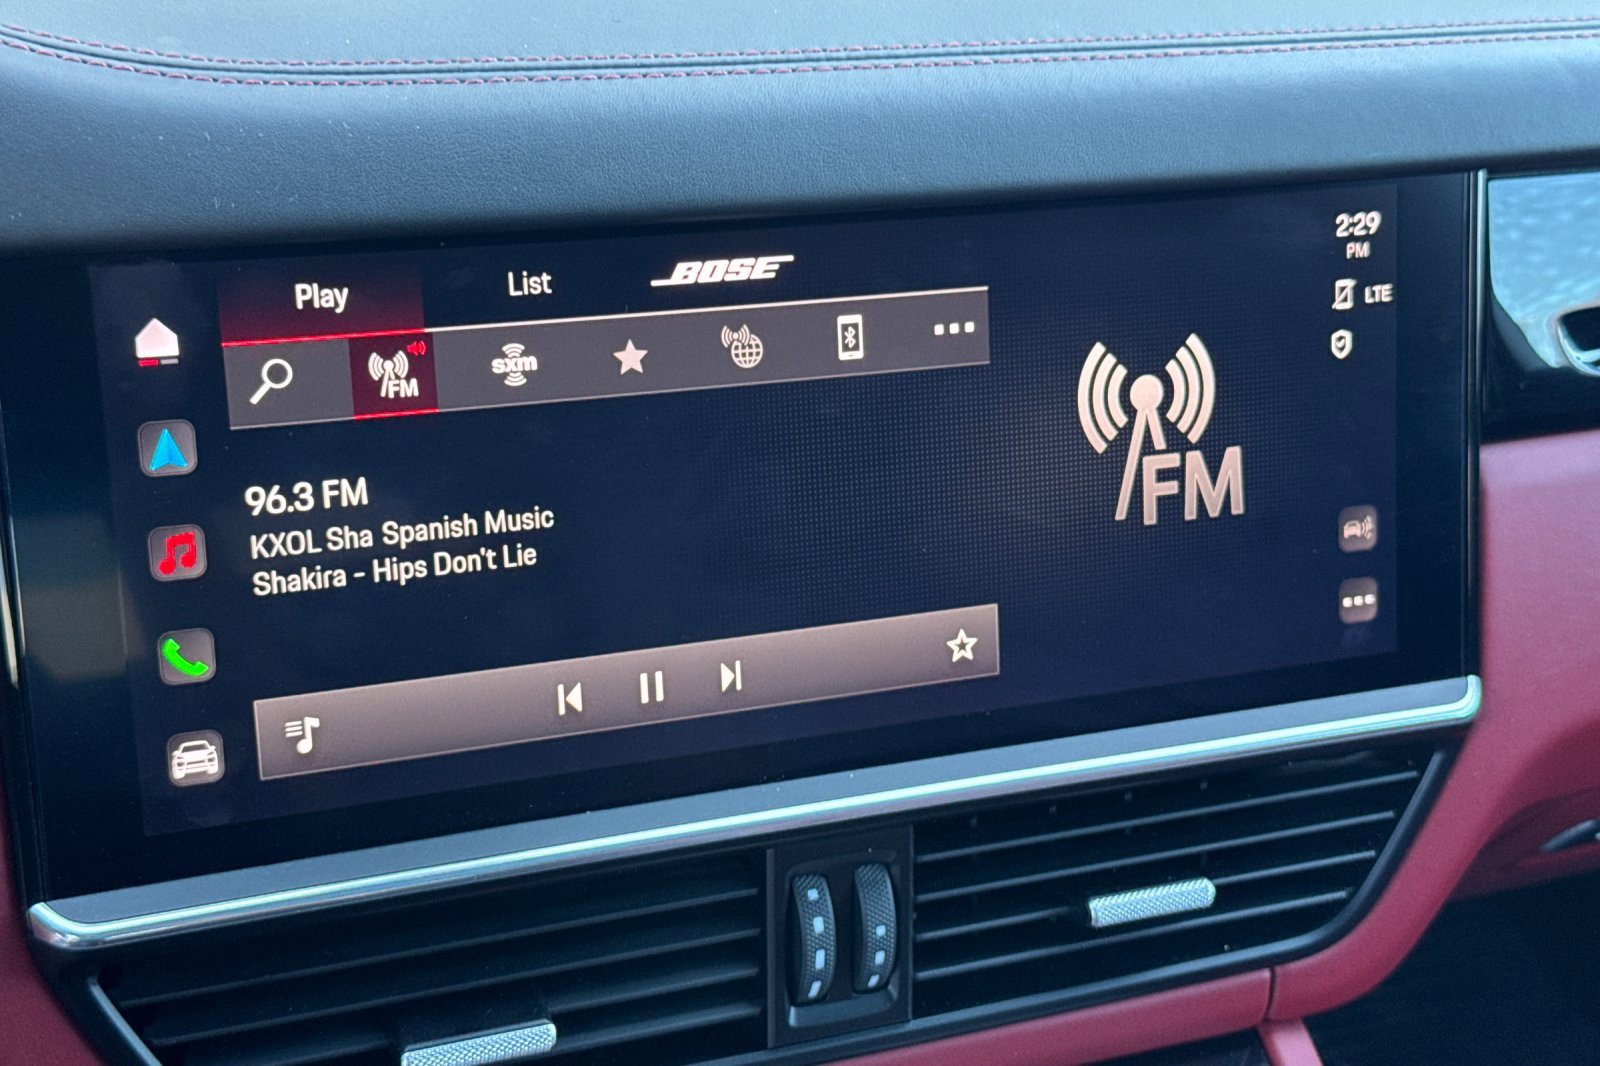 Play
List
BOSE
2:29
PM
LTE
FM
sxm
FM
96.3 FM
KXOL Sha Spanish Music
Shakira - Hips Don't Lie